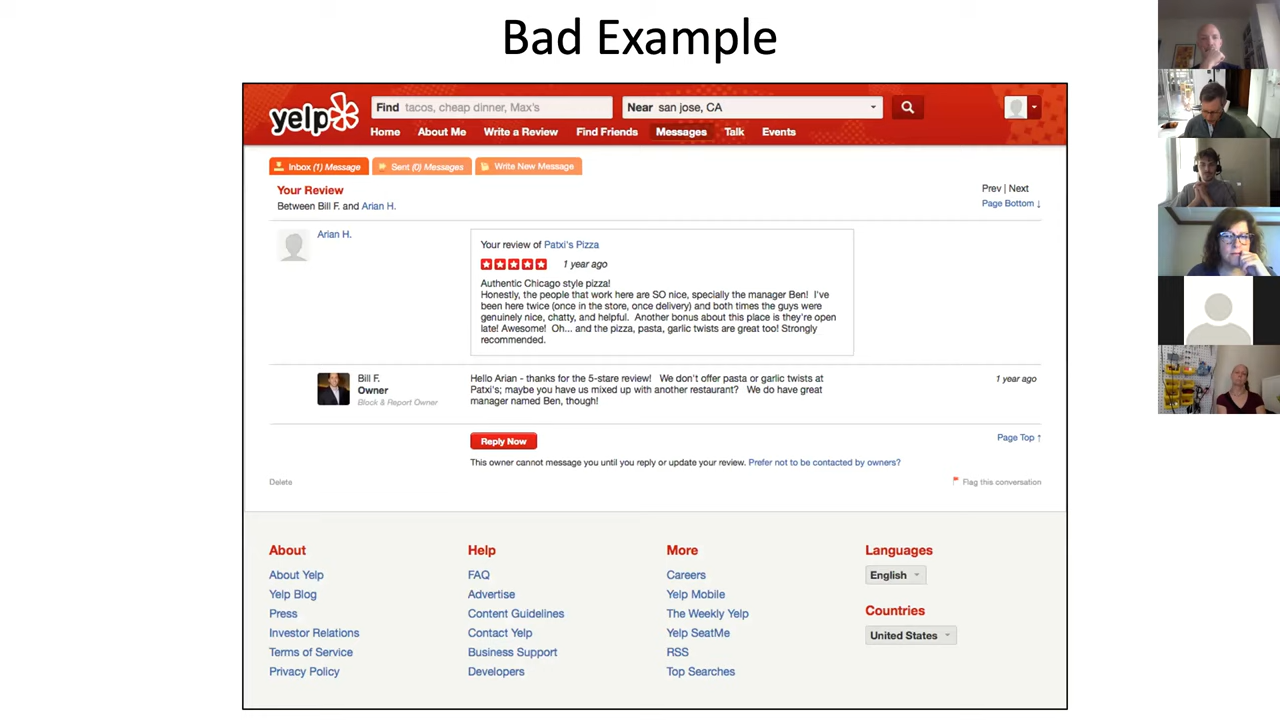 Bad Example
yelp
Find tacos, cheap dinner, Max's
Near san jose, CA
Home About Me Write a Review Find Friends Messages Talk Events
Inbox (1) Message Sent (0) Messages Write New Message
Your Review
Between Bill F. and Arian H.
Prev | Next
Page Bottom ↓
Arian H.
Your review of Patxi's Pizza
1 year ago
Authentic Chicago style pizza!
Honestly, the people that work here are SO nice, specially the manager Ben! I've
been here twice (once in the store, once delivery) and both times the guys were
genuinely nice, chatty, and helpful. Another bonus about this place is they're open
late! Awesome! Oh... and the pizza, pasta, garlic twists are great too! Strongly
recommended.
Bill F.
Owner
Block & Report Owner
Hello Arian - thanks for the 5-stare review! We don't offer pasta or garlic twists at
Patxi's; maybe you have us mixed up with another restaurant? We do have great
manager named Ben, though!
1 year ago
Reply Now
Page Top ↑
This owner cannot message you until you reply or update your review. Prefer not to be contacted by owners?
Delete
Flag this conversation
About
About Yelp
Yelp Blog
Press
Investor Relations
Terms of Service
Privacy Policy
Help
FAQ
Advertise
Content Guidelines
Contact Yelp
Business Support
Developers
More
Careers
Yelp Mobile
The Weekly Yelp
Yelp SeatMe
RSS
Top Searches
Languages
English
Countries
United States